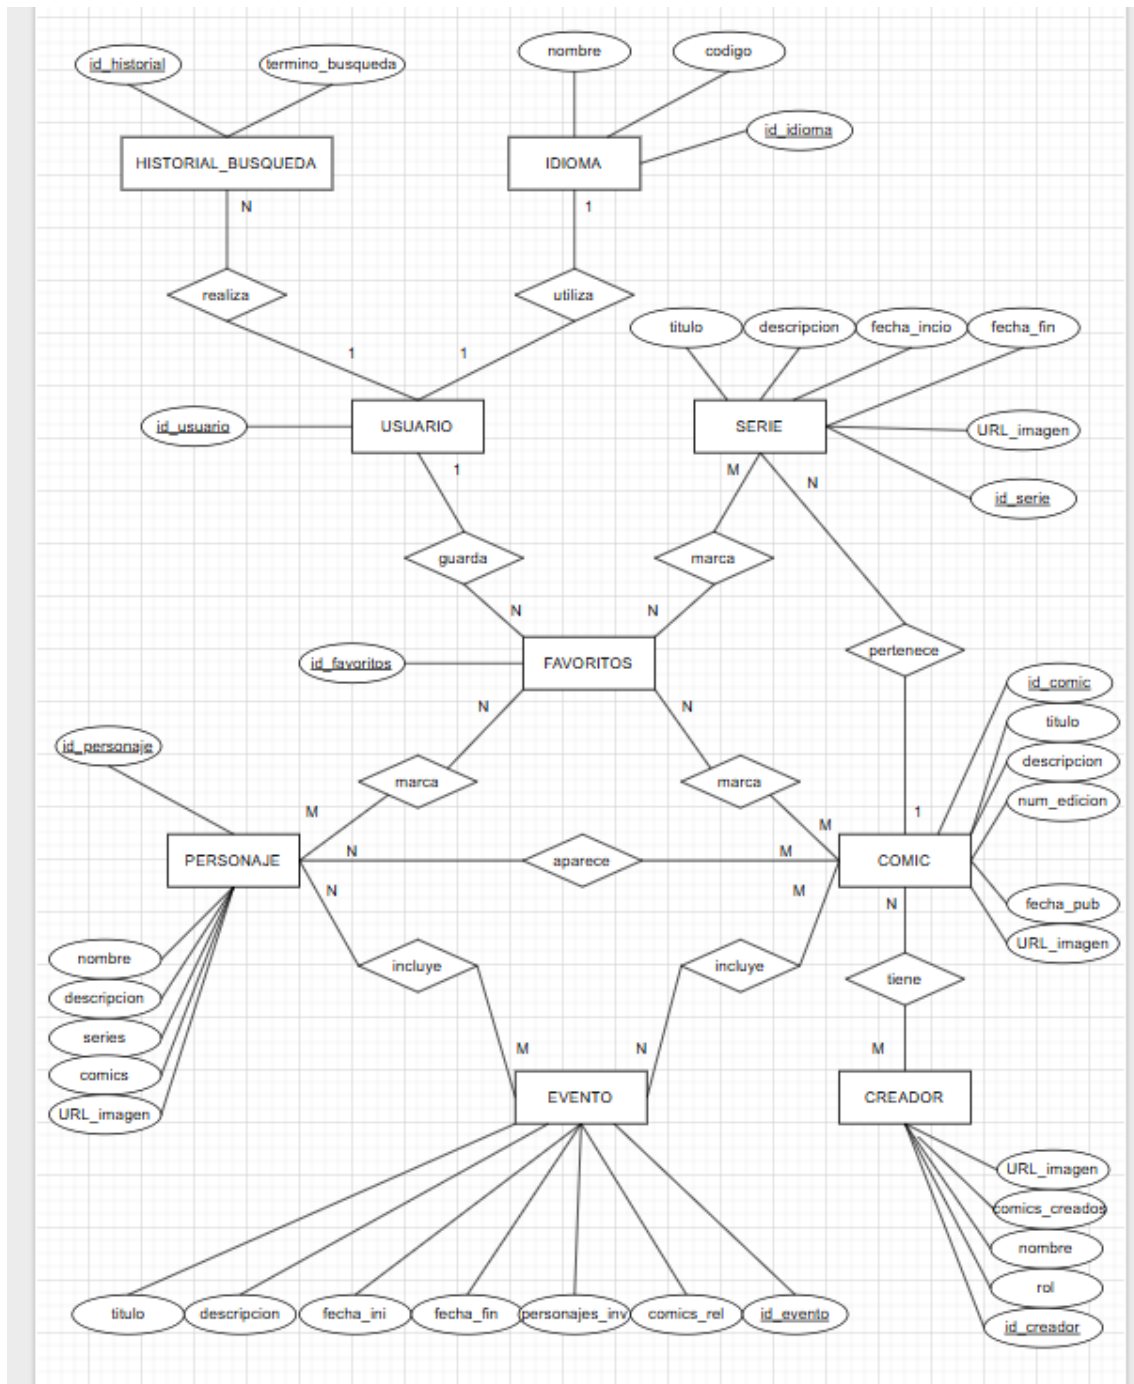 nombre
codigo
id_historial
termino_busqueda
id_idioma
HISTORIAL_BUSQUEDA
IDIOMA
N
1
realiza
utiliza
titulo
descripcion
fecha_incio
fecha_fin
1
1
id_usuario
USUARIO
SERIE
URL_imagen
1
M
N
id_serie
guarda
marca
N
N
pertenece
id_favoritos
FAVORITOS
id_comic
N
N
titulo
id_personaje
descripcion
marca
marca
num_edicion
M
M
1
PERSONAJE
N
aparece
M
COMIC
N
M
N
fecha_pub
URL_imagen
nombre
incluye
incluye
tiene
descripcion
series
M
N
M
comics
EVENTO
CREADOR
URL_imagen
URL_imagen
comics_creados
nombre
rol
titulo
descripcion
fecha_ini
fecha_fin
personajes_inv
comics_rel
id_evento
id_creador